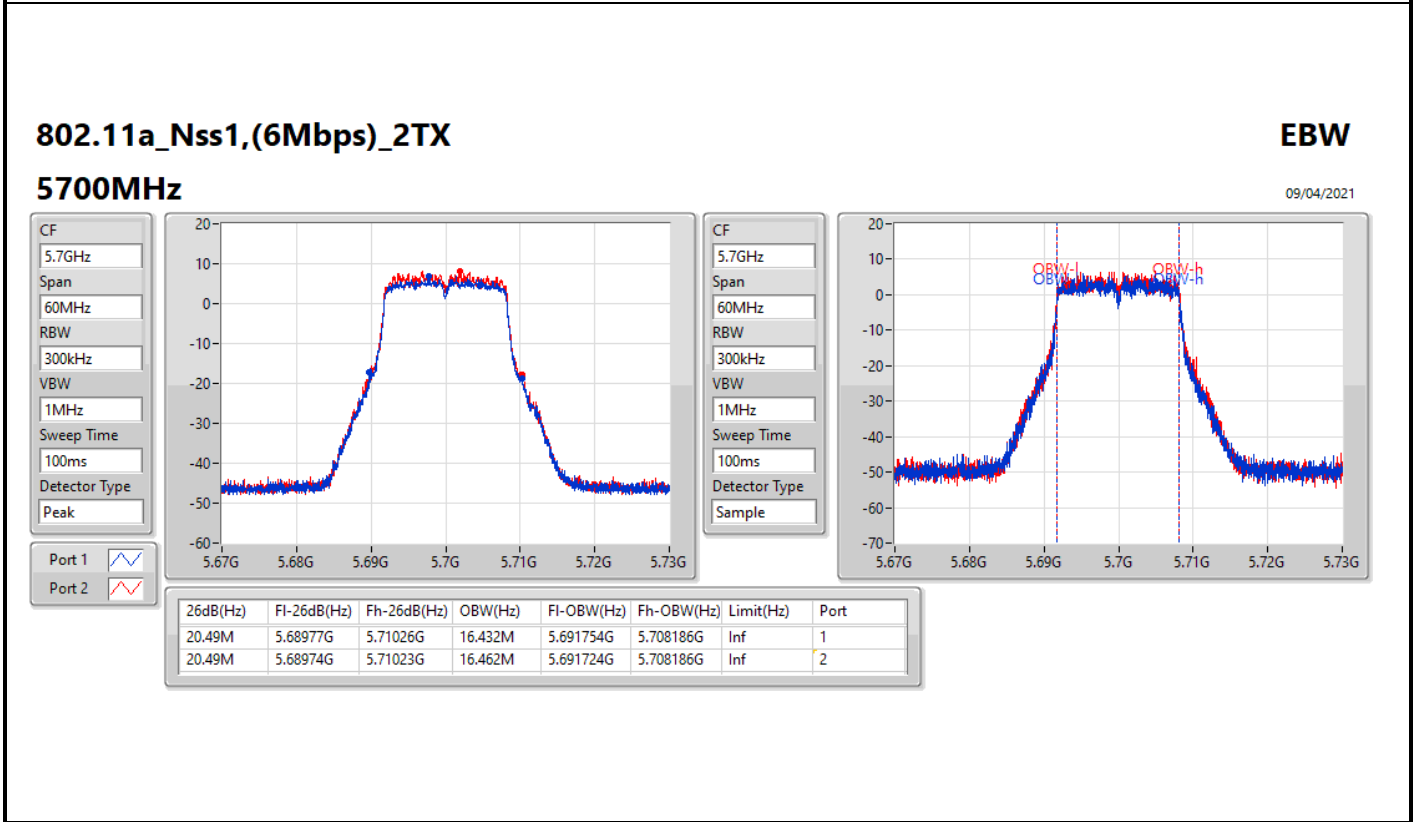 802.11a_Nss1,(6Mbps)_2TX
EBW
5700MHz
09/04/2021
CF
5.7GHz
Span
60MHz
RBW
300kHz
VBW
1MHz
Sweep Time
100ms
Detector Type
Peak
Port 1
Port 2
20
10
0
-10
-20
-30
-40
-50
-60
5.67G 5.68G 5.69G 5.7G 5.71G 5.72G 5.73G
CF
5.7GHz
Span
60MHz
RBW
300kHz
VBW
1MHz
Sweep Time
100ms
Detector Type
Sample
20
10
0
-10
-20
-30
-40
-50
-60
-70
OBW-l OBW-h
OBW-l OBW-h
5.67G 5.68G 5.69G 5.7G 5.71G 5.72G 5.73G
26dB(Hz) Fl-26dB(Hz) Fh-26dB(Hz) OBW(Hz) Fl-OBW(Hz) Fh-OBW(Hz) Limit(Hz) Port
20.49M 5.68977G 5.71026G 16.432M 5.691754G 5.708186G Inf 1
20.49M 5.68974G 5.71023G 16.462M 5.691724G 5.708186G Inf 2